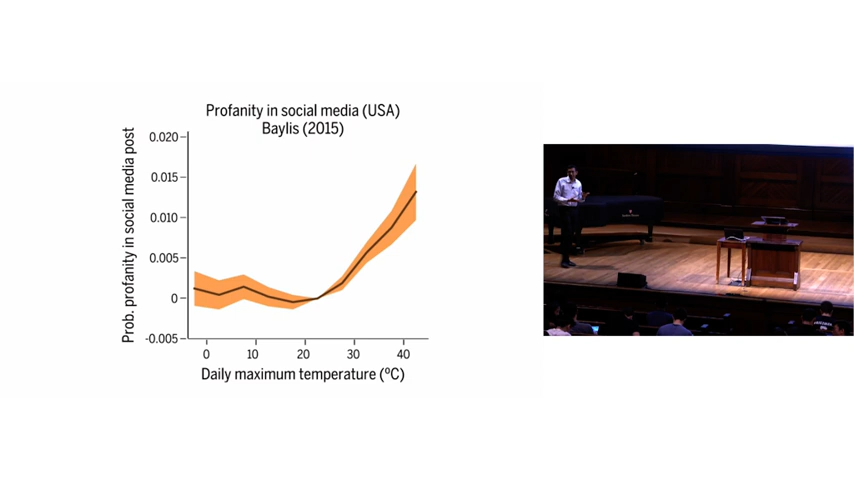 Profanity in social media (USA)
Baylis (2015)
Prob. profanity in social media post
0.020
0.015
0.010
0.005
0
-0.005
0 10 20 30 40
Daily maximum temperature (ºC)